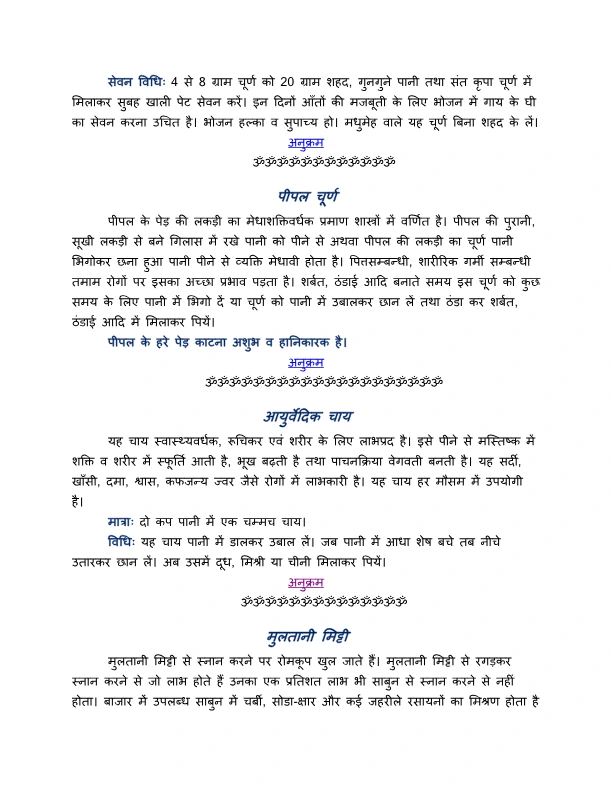 सेवन विधिः 4 से 8 ग्राम चूर्ण को 20 ग्राम शहद, गुनगुने पानी तथा संत कृपा चूर्ण में
मिलाकर सुबह खाली पेट सेवन करें। इन दिनों आँतों की मजबूती के लिए भोजन में गाय के घी
का सेवन करना उचित है। भोजन हल्का व सुपाच्य हो। मधुमेह वाले यह चूर्ण बिना शहद के लें।
अनुक्रम
ॐॐॐॐॐॐॐॐॐॐॐॐ
पीपल चूर्ण
पीपल के पेड़ की लकड़ी का मेधाशक्तिवर्धक प्रमाण शास्त्रों में वर्णित है। पीपल की पुरानी,
सूखी लकड़ी से बने गिलास में रखे पानी को पीने से अथवा पीपल की लकड़ी का चूर्ण पानी
भिगोकर छना हुआ पानी पीने से व्यक्ति मेधावी होता है। पित्तसम्बन्धी, शारीरिक गर्मी सम्बन्धी
तमाम रोगों पर इसका अच्छा प्रभाव पड़ता है। शर्बत, ठंडाई आदि बनाते समय इस चूर्ण को कुछ
समय के लिए पानी में भिगो दें या चूर्ण को पानी में उबालकर छान लें तथा ठंडा कर शर्बत,
ठंडाई आदि में मिलाकर पियें।
पीपल के हरे पेड़ काटना अशुभ व हानिकारक है।
अनुक्रम
ॐॐॐॐॐॐॐॐॐॐॐॐॐॐॐॐॐॐॐॐ
आयुर्वेदिक चाय
यह चाय स्वास्थ्यवर्धक, रूचिकर एवं शरीर के लिए लाभप्रद है। इसे पीने से मस्तिष्क में
शक्ति व शरीर में स्फूर्ति आती है, भूख बढ़ती है तथा पाचनक्रिया वेगवती बनती है। यह सर्दी,
खाँसी, दमा, श्वास, कफजन्य ज्वर जैसे रोगों में लाभकारी है। यह चाय हर मौसम में उपयोगी
है।
मात्राः दो कप पानी में एक चम्मच चाय।
विधिः यह चाय पानी में डालकर उबाल लें। जब पानी में आधा शेष बचे तब नीचे
उतारकर छान लें। अब उसमें दूध, मिश्री या चीनी मिलाकर पियें।
अनुक्रम
ॐॐॐॐॐॐॐॐॐॐॐॐॐॐ
मुलतानी मिट्टी
मुलतानी मिट्टी से स्नान करने पर रोमकूप खुल जाते हैं। मुलतानी मिट्टी से रगड़कर
स्नान करने से जो लाभ होते हैं उनका एक प्रतिशत लाभ भी साबुन से स्नान करने से नहीं
होता। बाजार में उपलब्ध साबुन में चर्बी, सोडा-क्षार और कई जहरीले रसायनों का मिश्रण होता है